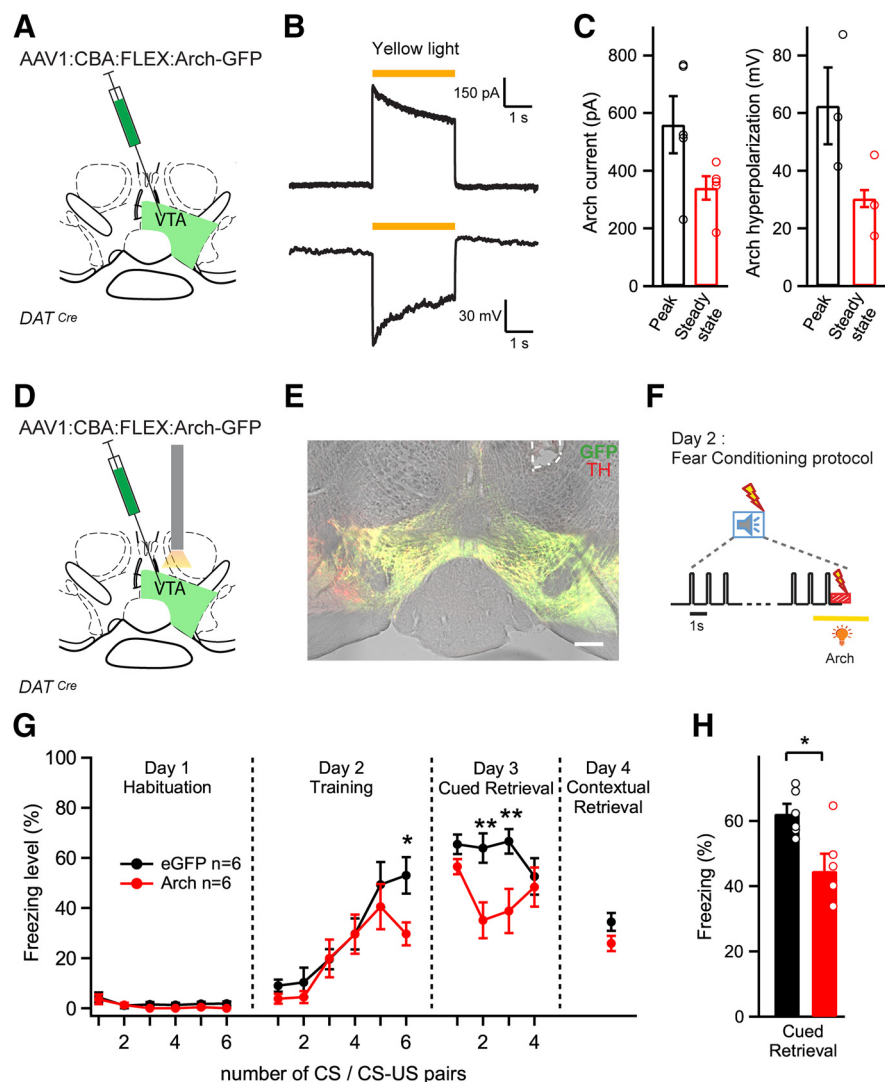 A
AAV1:CBA:FLEX:Arch-GFP
VTA
DAT Cre
B
Yellow light
150 pA
1 s
30 mV
1 s
C
Arch current (pA)
800
600
400
200
0
Peak
Steady
state
Arch hyperpolarization (mV)
80
60
40
20
0
Peak
Steady
state
D
AAV1:CBA:FLEX:Arch-GFP
VTA
DAT Cre
E
GFP
TH
F
Day 2 :
Fear Conditioning protocol
1s
Arch
G
Freezing level (%)
100
80
60
40
20
0
Day 1
Habituation
Day 2
Training
Day 3
Cued Retrieval
Day 4
Contextual
Retrieval
eGFP n=6
Arch n=6
*
**
**
2
4
6
2
4
6
2
4
number of CS / CS-US pairs
H
*
Freezing (%)
60
40
20
0
Cued
Retrieval